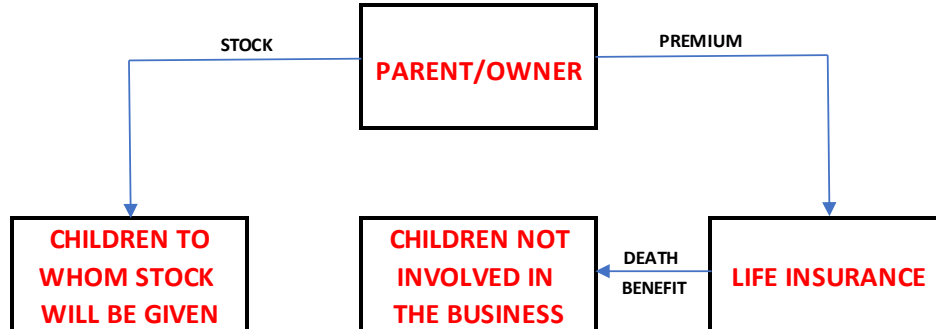 STOCK
PARENT/OWNER
PREMIUM
CHILDREN TO
WHOM STOCK
WILL BE GIVEN
CHILDREN NOT
INVOLVED IN
THE BUSINESS
DEATH
BENEFIT
LIFE INSURANCE